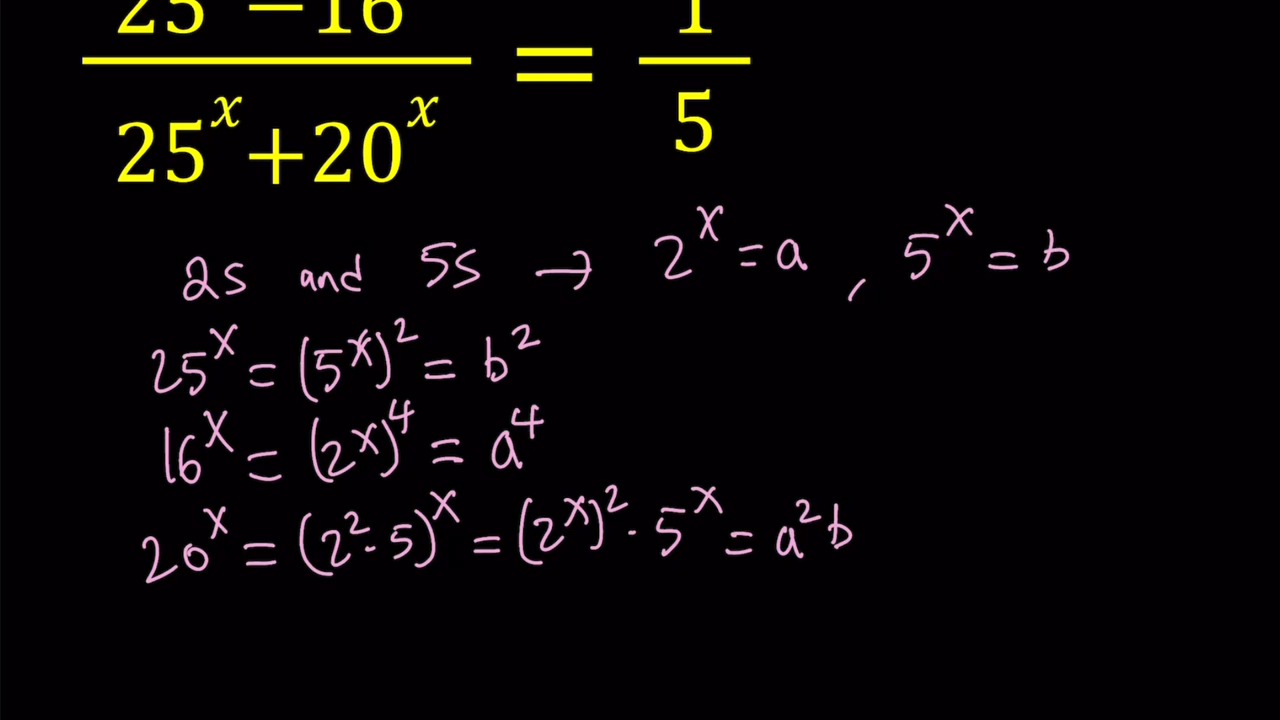 25 - 16
25^x + 20^x = 1/5
2s and 5s → 2^x = a , 5^x = b
25^x = (5^x)^2 = b^2
16^x = (2^x)^4 = a^4
20^x = (2^2 · 5)^x = (2^x)^2 · 5^x = a^2 b